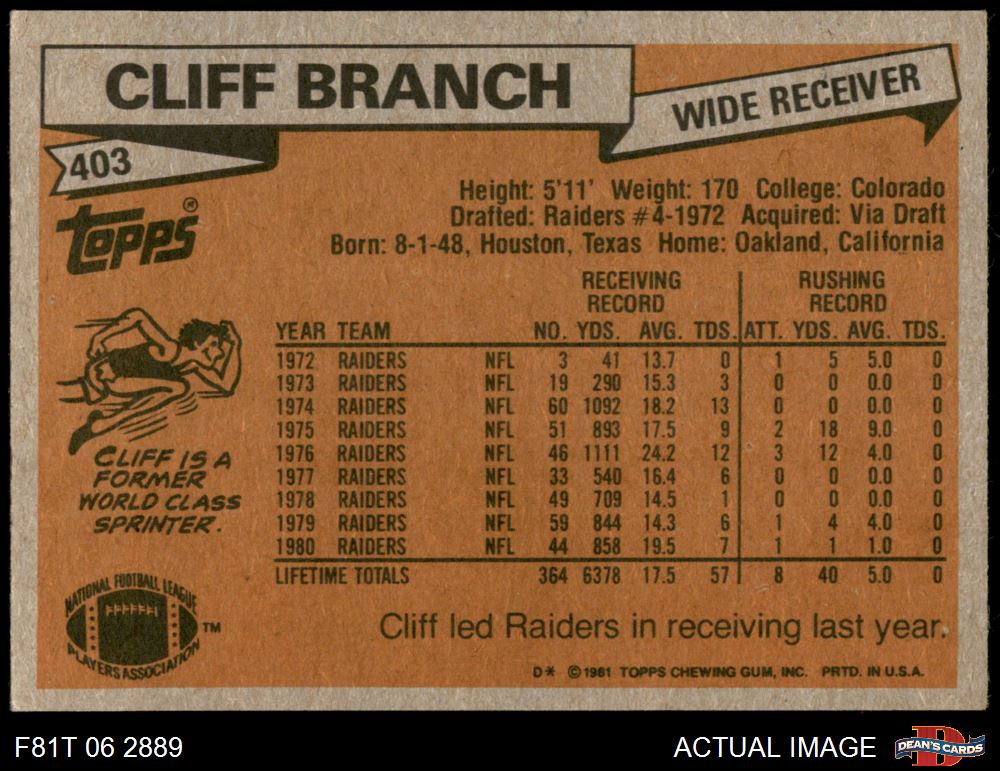 CLIFF BRANCH
WIDE RECEIVER
403
Topps®
Height: 5'11' Weight: 170 College: Colorado
Drafted: Raiders #4-1972 Acquired: Via Draft
Born: 8-1-48, Houston, Texas Home: Oakland, California
RECEIVING RECORD RUSHING RECORD
YEAR TEAM NO. YDS. AVG. TDS. ATT. YDS. AVG. TDS.
1972 RAIDERS NFL 3 41 13.7 0 1 5 5.0 0
1973 RAIDERS NFL 19 290 15.3 3 0 0 0.0 0
1974 RAIDERS NFL 60 1092 18.2 13 0 0 0.0 0
1975 RAIDERS NFL 51 893 17.5 9 2 18 9.0 0
1976 RAIDERS NFL 46 1111 24.2 12 3 12 4.0 0
1977 RAIDERS NFL 33 540 16.4 6 0 0 0.0 0
1978 RAIDERS NFL 49 709 14.5 1 0 0 0.0 0
1979 RAIDERS NFL 59 844 14.3 6 1 4 4.0 0
1980 RAIDERS NFL 44 858 19.5 7 1 1 1.0 0
LIFETIME TOTALS 364 6378 17.5 57 8 40 5.0 0
CLIFF IS A
FORMER
WORLD CLASS
SPRINTER.
NATIONAL FOOTBALL LEAGUE
PLAYERS ASSOCIATION
TM
Cliff led Raiders in receiving last year.
D* © 1981 TOPPS CHEWING GUM, INC. PRTD. IN U.S.A.
F81T 06 2889
ACTUAL IMAGE
D
DEAN'S CARDS